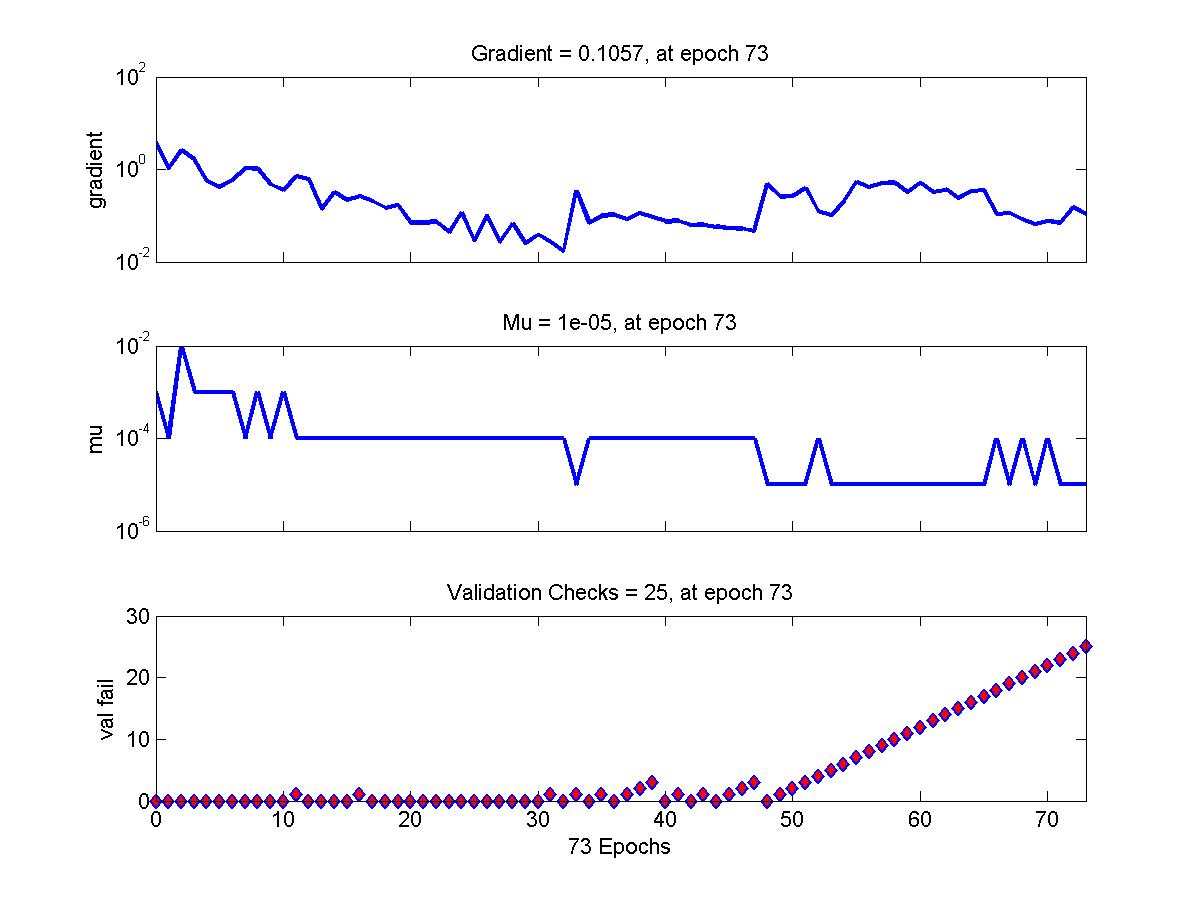 Gradient = 0.1057, at epoch 73
10^2
10^0
10^-2
gradient
Mu = 1e-05, at epoch 73
10^-2
10^-4
10^-6
mu
Validation Checks = 25, at epoch 73
30
20
10
0
val fail
0 10 20 30 40 50 60 70
73 Epochs